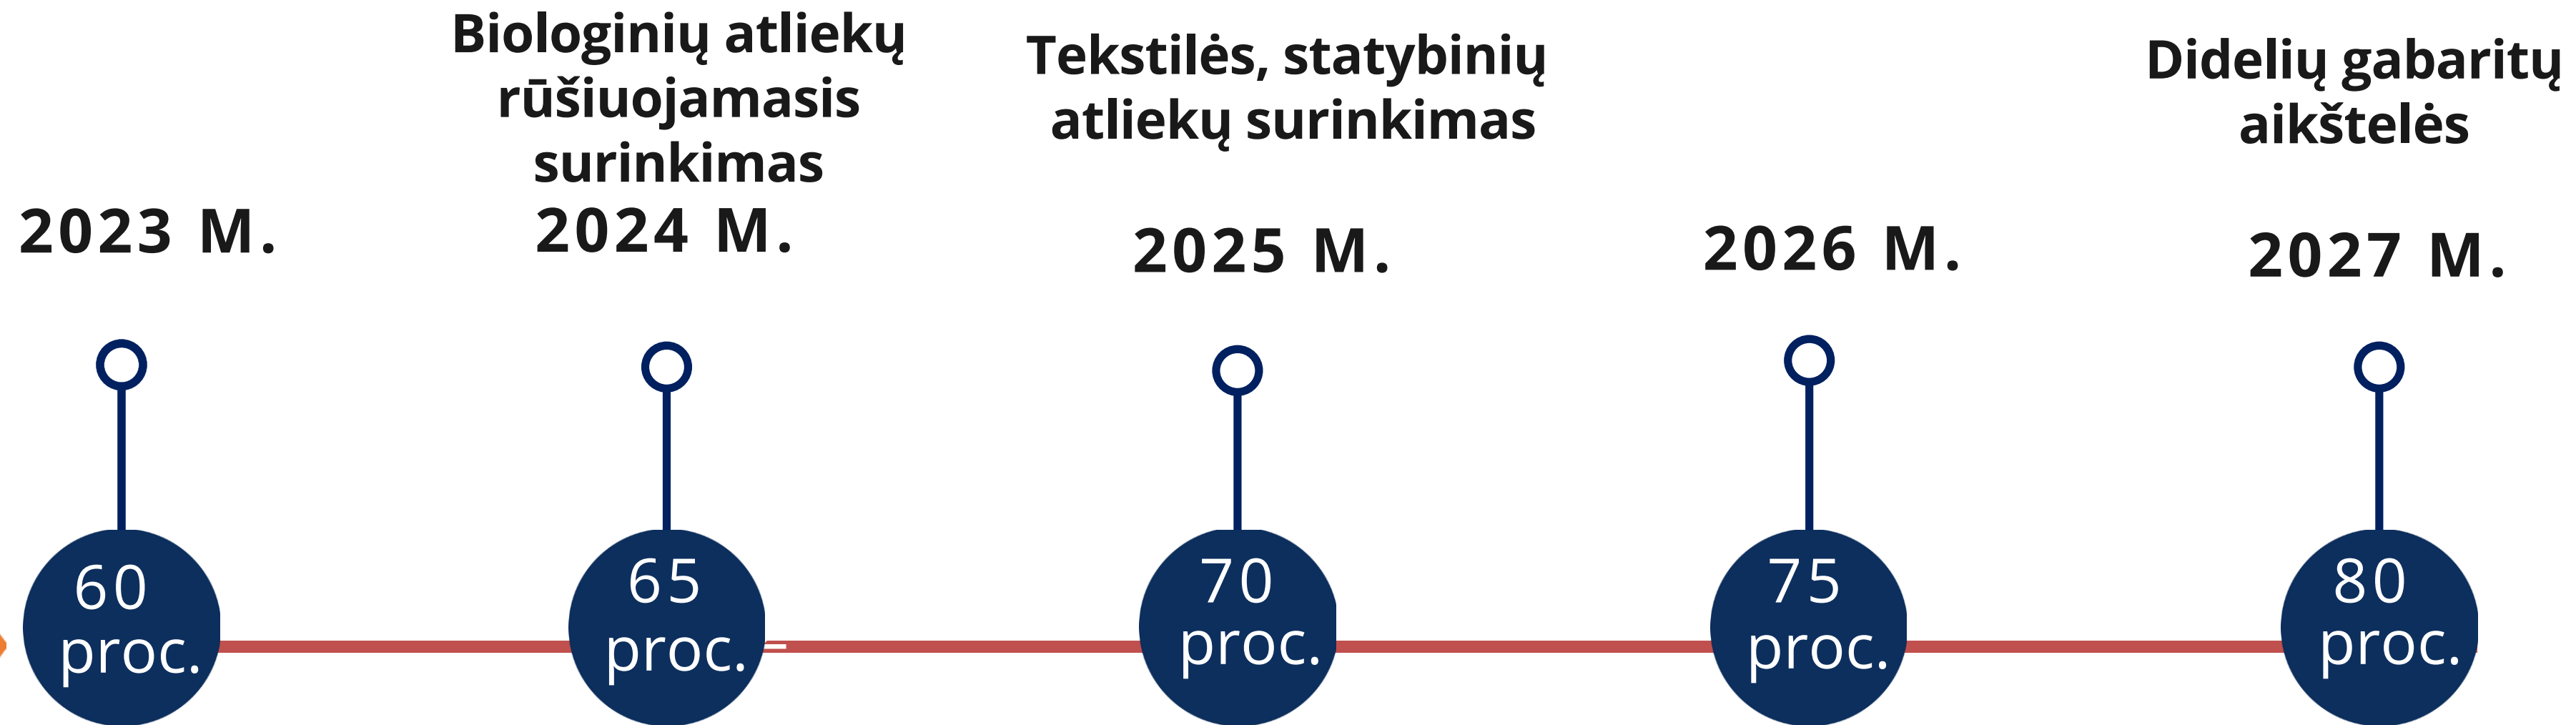 2023 M.
Biologinių atliekų
rūšiuojamasis
surinkimas
2024 M.
Tekstilės, statybinių
atliekų surinkimas
2025 M.
2026 M.
Didelių gabaritų
aikštelės
2027 M.
60
proc.
65
proc.
70
proc.
75
proc.
80
proc.